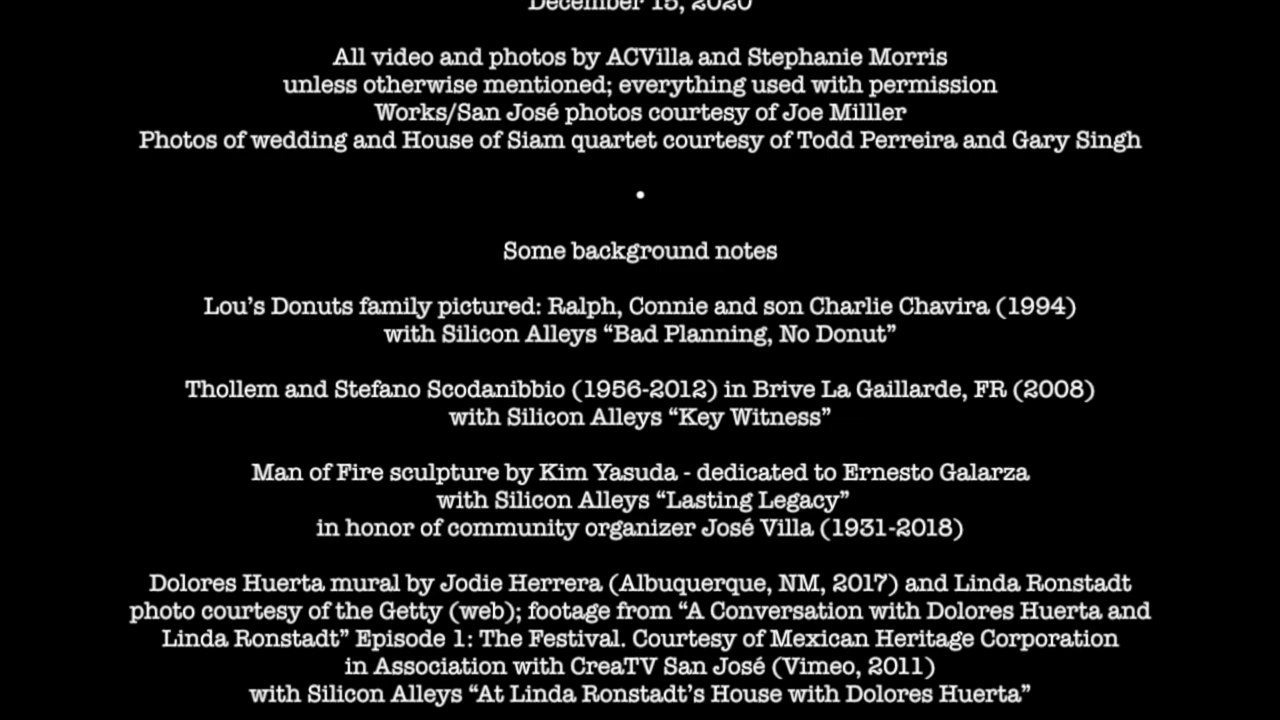 December 15, 2020
All video and photos by ACVilla and Stephanie Morris
unless otherwise mentioned; everything used with permission
Works/San José photos courtesy of Joe Milller
Photos of wedding and House of Siam quartet courtesy of Todd Perreira and Gary Singh
•
Some background notes
Lou’s Donuts family pictured: Ralph, Connie and son Charlie Chavira (1994)
with Silicon Alleys “Bad Planning, No Donut”
Thollem and Stefano Scodanibbio (1956-2012) in Brive La Gaillarde, FR (2008)
with Silicon Alleys “Key Witness”
Man of Fire sculpture by Kim Yasuda - dedicated to Ernesto Galarza
with Silicon Alleys “Lasting Legacy”
in honor of community organizer José Villa (1931-2018)
Dolores Huerta mural by Jodie Herrera (Albuquerque, NM, 2017) and Linda Ronstadt
photo courtesy of the Getty (web); footage from “A Conversation with Dolores Huerta and
Linda Ronstadt” Episode 1: The Festival. Courtesy of Mexican Heritage Corporation
in Association with CreaTV San José (Vimeo, 2011)
with Silicon Alleys “At Linda Ronstadt’s House with Dolores Huerta”